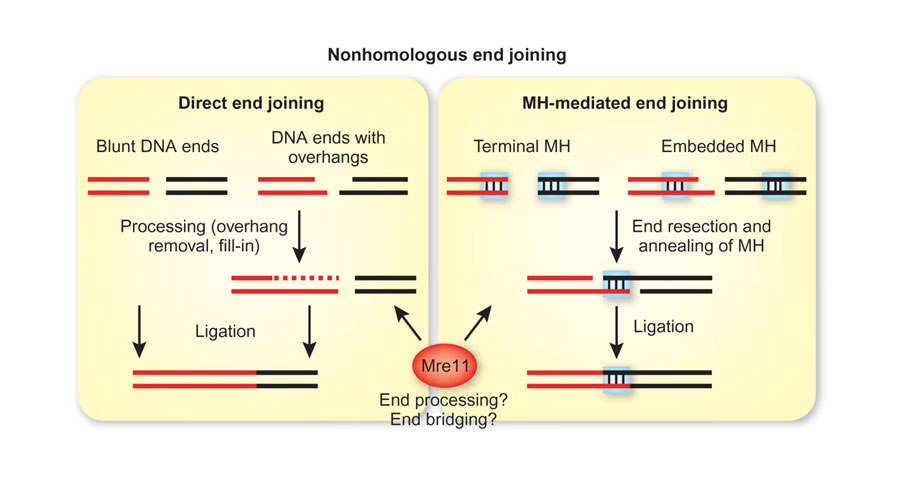 Nonhomologous end joining
Direct end joining
Blunt DNA ends
DNA ends with
overhangs
Processing (overhang
removal, fill-in)
Ligation
MH-mediated end joining
Terminal MH
Embedded MH
End resection and
annealing of MH
Ligation
Mre11
End processing?
End bridging?